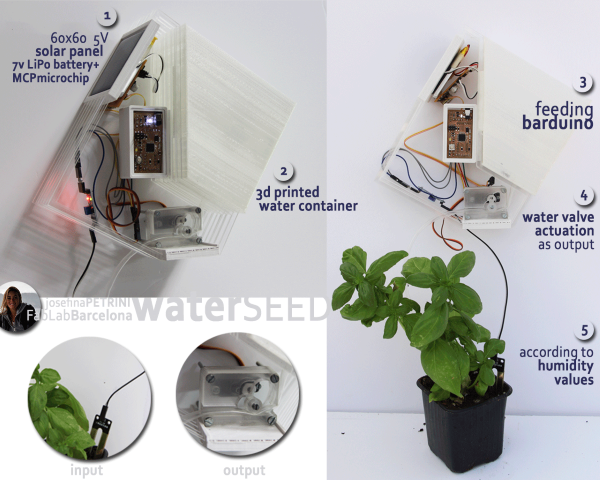 1
60x60 5V
solar panel
7v LiPo battery+
MCPmicrochip
2
3d printed
water container
3
feeding
barduino
4
water valve
actuation
as output
5
according to
humidity
values
josefinaPETRINI
FabLabBarcelona
waterSEED
input
output